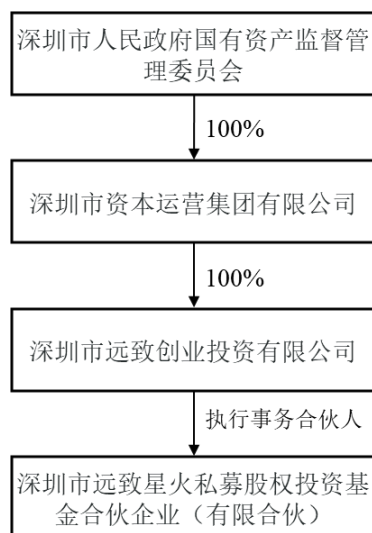 深圳市人民政府国有资产监督管
理委员会
100%
深圳市资本运营集团有限公司
100%
深圳市远致创业投资有限公司
执行事务合伙人
深圳市远致星火私募股权投资基
金合伙企业（有限合伙）